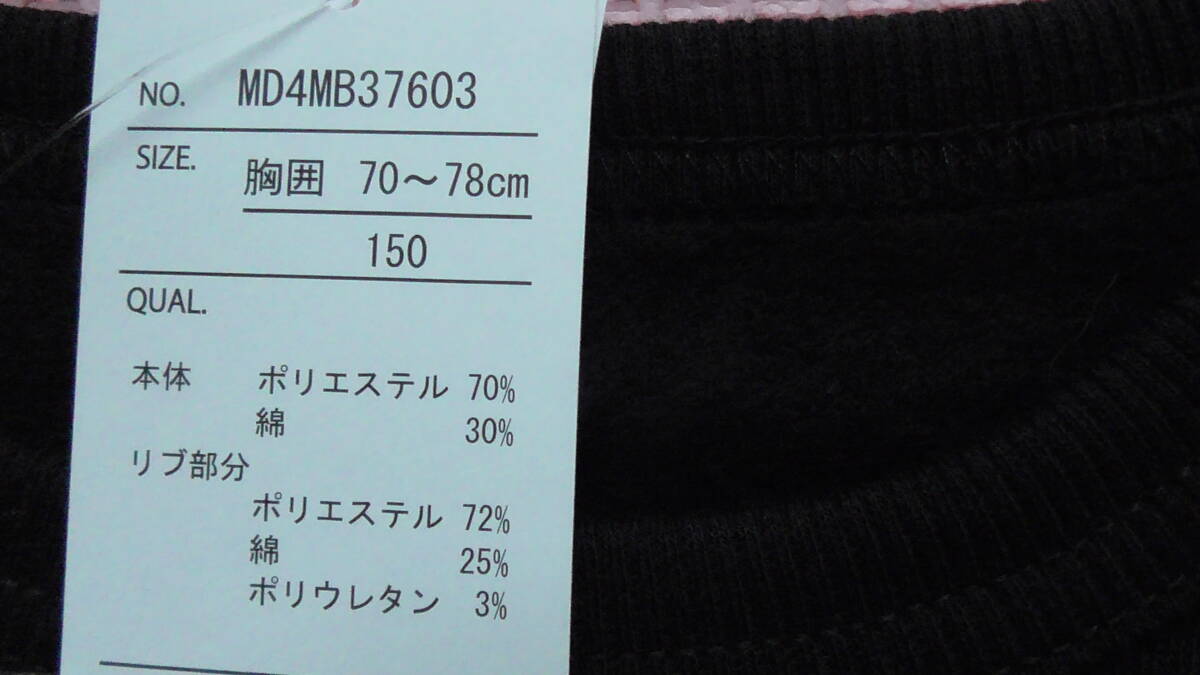 NO. MD4MB37603
SIZE. 胸囲 70～78cm
150
QUAL.
本体 ポリエステル 70%
綿 30%
リブ部分
ポリエステル 72%
綿 25%
ポリウレタン 3%